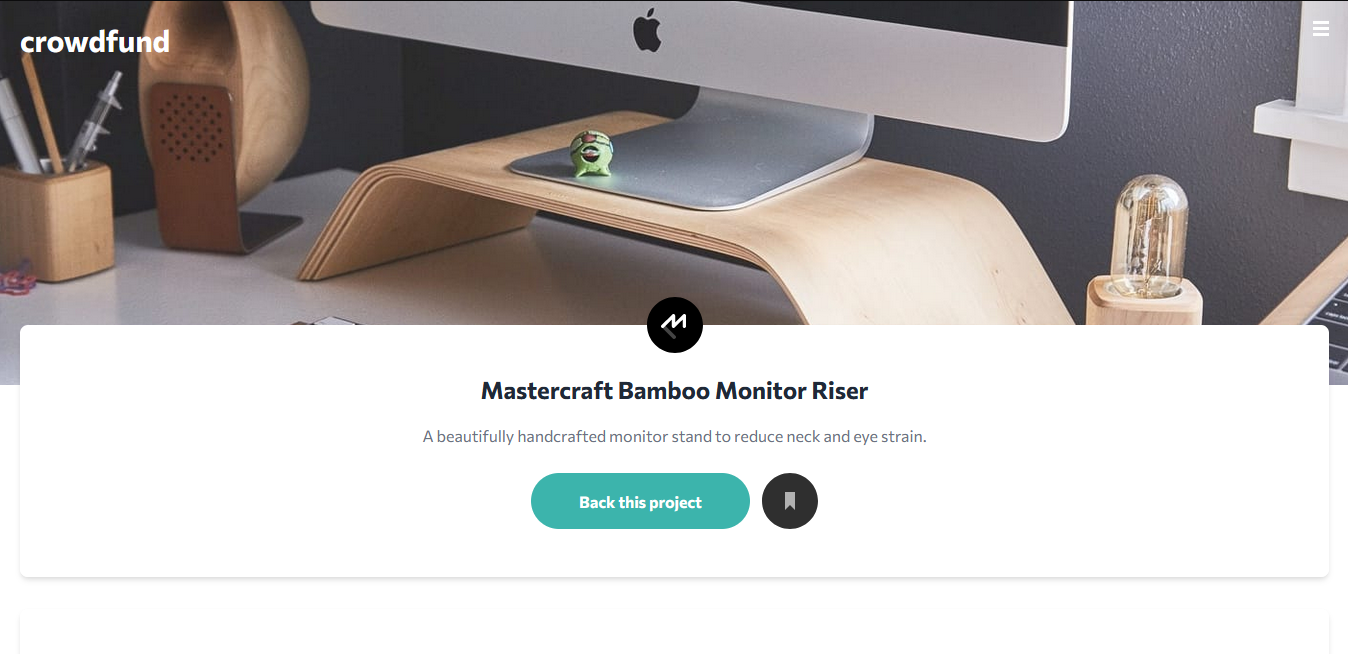 crowdfund
Mastercraft Bamboo Monitor Riser
A beautifully handcrafted monitor stand to reduce neck and eye strain.
Back this project